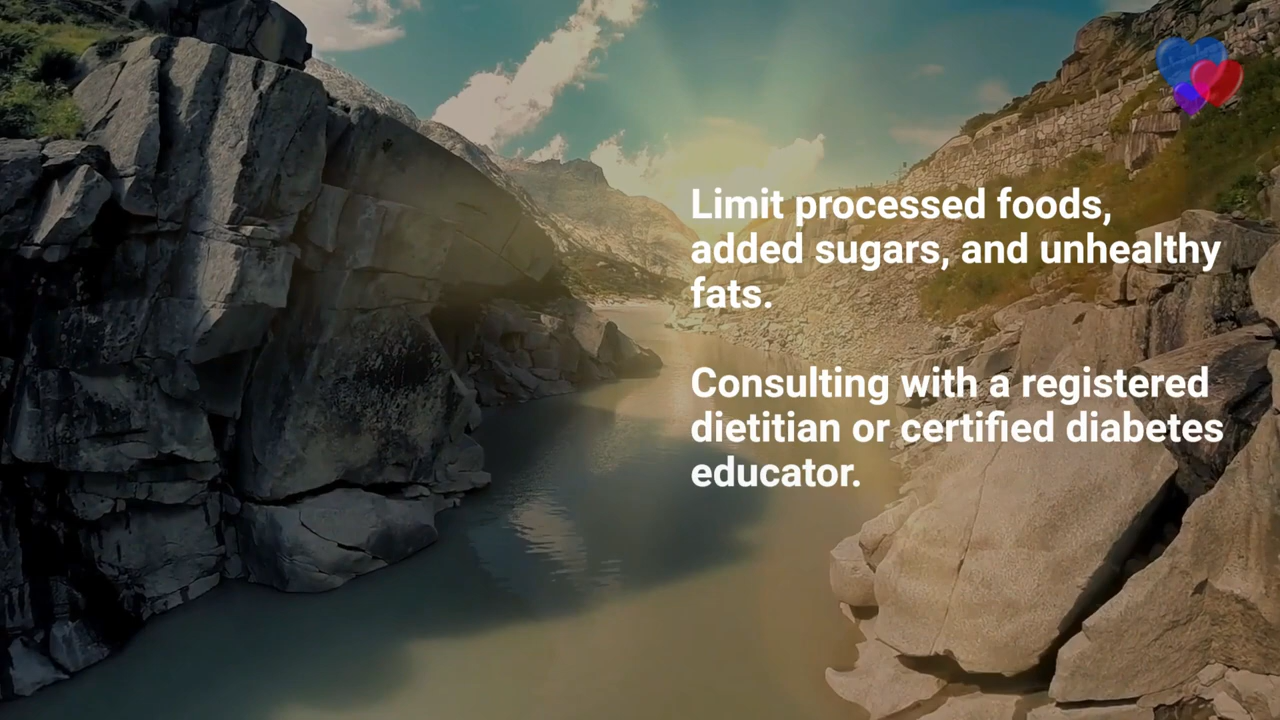 Limit processed foods,
added sugars, and unhealthy
fats.
Consulting with a registered
dietitian or certified diabetes
educator.